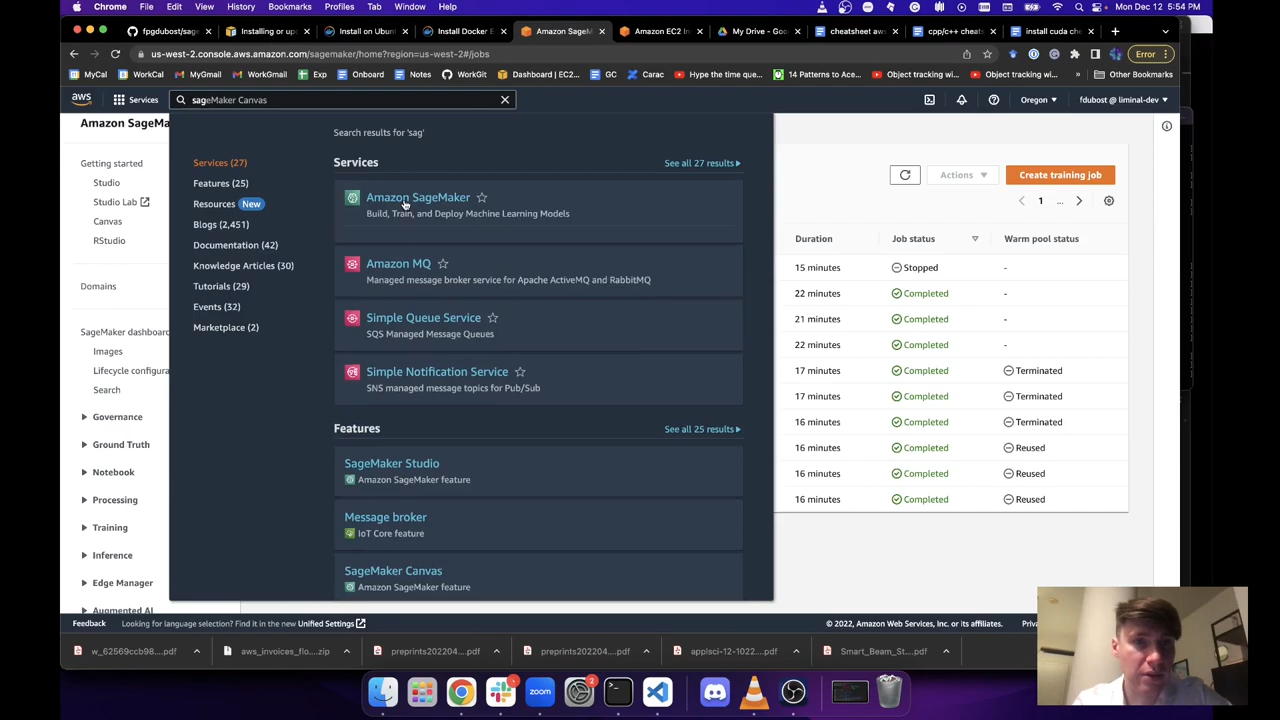 Chrome File Edit View History Bookmarks Profiles Tab Window Help Mon Dec 12 5:54 PM
fpgdubost/sage Installing or up Install on Ubunt Install Docker E Amazon SageM Amazon EC2 In My Drive - Goo cheatsheet aws cpp/c++ cheats install cuda che
us-west-2.console.aws.amazon.com/sagemaker/home?region=us-west-2#/jobs Error
MyCal WorkCal MyGmail WorkGmail Exp Onboard Notes WorkGit Dashboard | EC2... GC Carac Hype the time que... 14 Patterns to Ace... Object tracking wi... Object tracking wi... » Other Bookmarks
aws Services sageMaker Canvas Oregon fdubost @ liminal-dev
Amazon SageMa
Getting started
Studio
Studio Lab
Canvas
RStudio
Domains
SageMaker dashboard
Images
Lifecycle configura
Search
Governance
Ground Truth
Notebook
Processing
Training
Inference
Edge Manager
Augmented AI
Search results for 'sag'
Services (27)
Features (25)
Resources New
Blogs (2,451)
Documentation (42)
Knowledge Articles (30)
Tutorials (29)
Events (32)
Marketplace (2)
Services See all 27 results
Amazon SageMaker
Build, Train, and Deploy Machine Learning Models
Amazon MQ
Managed message broker service for Apache ActiveMQ and RabbitMQ
Simple Queue Service
SQS Managed Message Queues
Simple Notification Service
SNS managed message topics for Pub/Sub
Features See all 25 results
SageMaker Studio
Amazon SageMaker feature
Message broker
IoT Core feature
SageMaker Canvas
Amazon SageMaker feature
Actions Create training job
1 ...
Duration Job status Warm pool status
15 minutes Stopped -
22 minutes Completed -
21 minutes Completed -
22 minutes Completed -
17 minutes Completed Terminated
17 minutes Completed Terminated
16 minutes Completed Terminated
16 minutes Completed Reused
16 minutes Completed Reused
16 minutes Completed Reused
Feedback Looking for language selection? Find it in the new Unified Settings © 2022, Amazon Web Services, Inc. or its affiliates. Priva
w_62569ccb98....pdf aws_invoices_flo....zip preprints202204....pdf preprints202204....pdf applsci-12-1022....pdf Smart_Beam_St....pdf
2
zoom